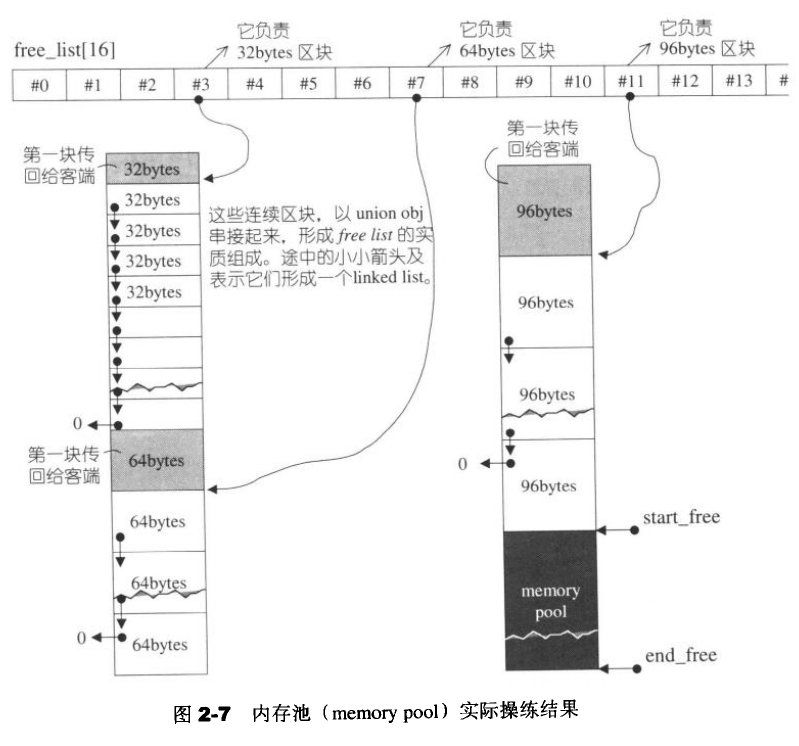 free_list[16]
它负责
32bytes 区块
它负责
64bytes 区块
它负责
96bytes 区块
#0 #1 #2 #3 #4 #5 #6 #7 #8 #9 #10 #11 #12 #13 #
第一块传
回给客端
32bytes
32bytes
32bytes
32bytes
32bytes
0
这些连续区块，以 union obj
串接起来，形成 free list 的实
质组成。途中的小小箭头及
表示它们形成一个linked list。
第一块传
回给客端
64bytes
64bytes
64bytes
0
64bytes
第一块传
回给客端
96bytes
96bytes
96bytes
0
96bytes
start_free
memory
pool
end_free
图 2-7 内存池（memory pool）实际操练结果